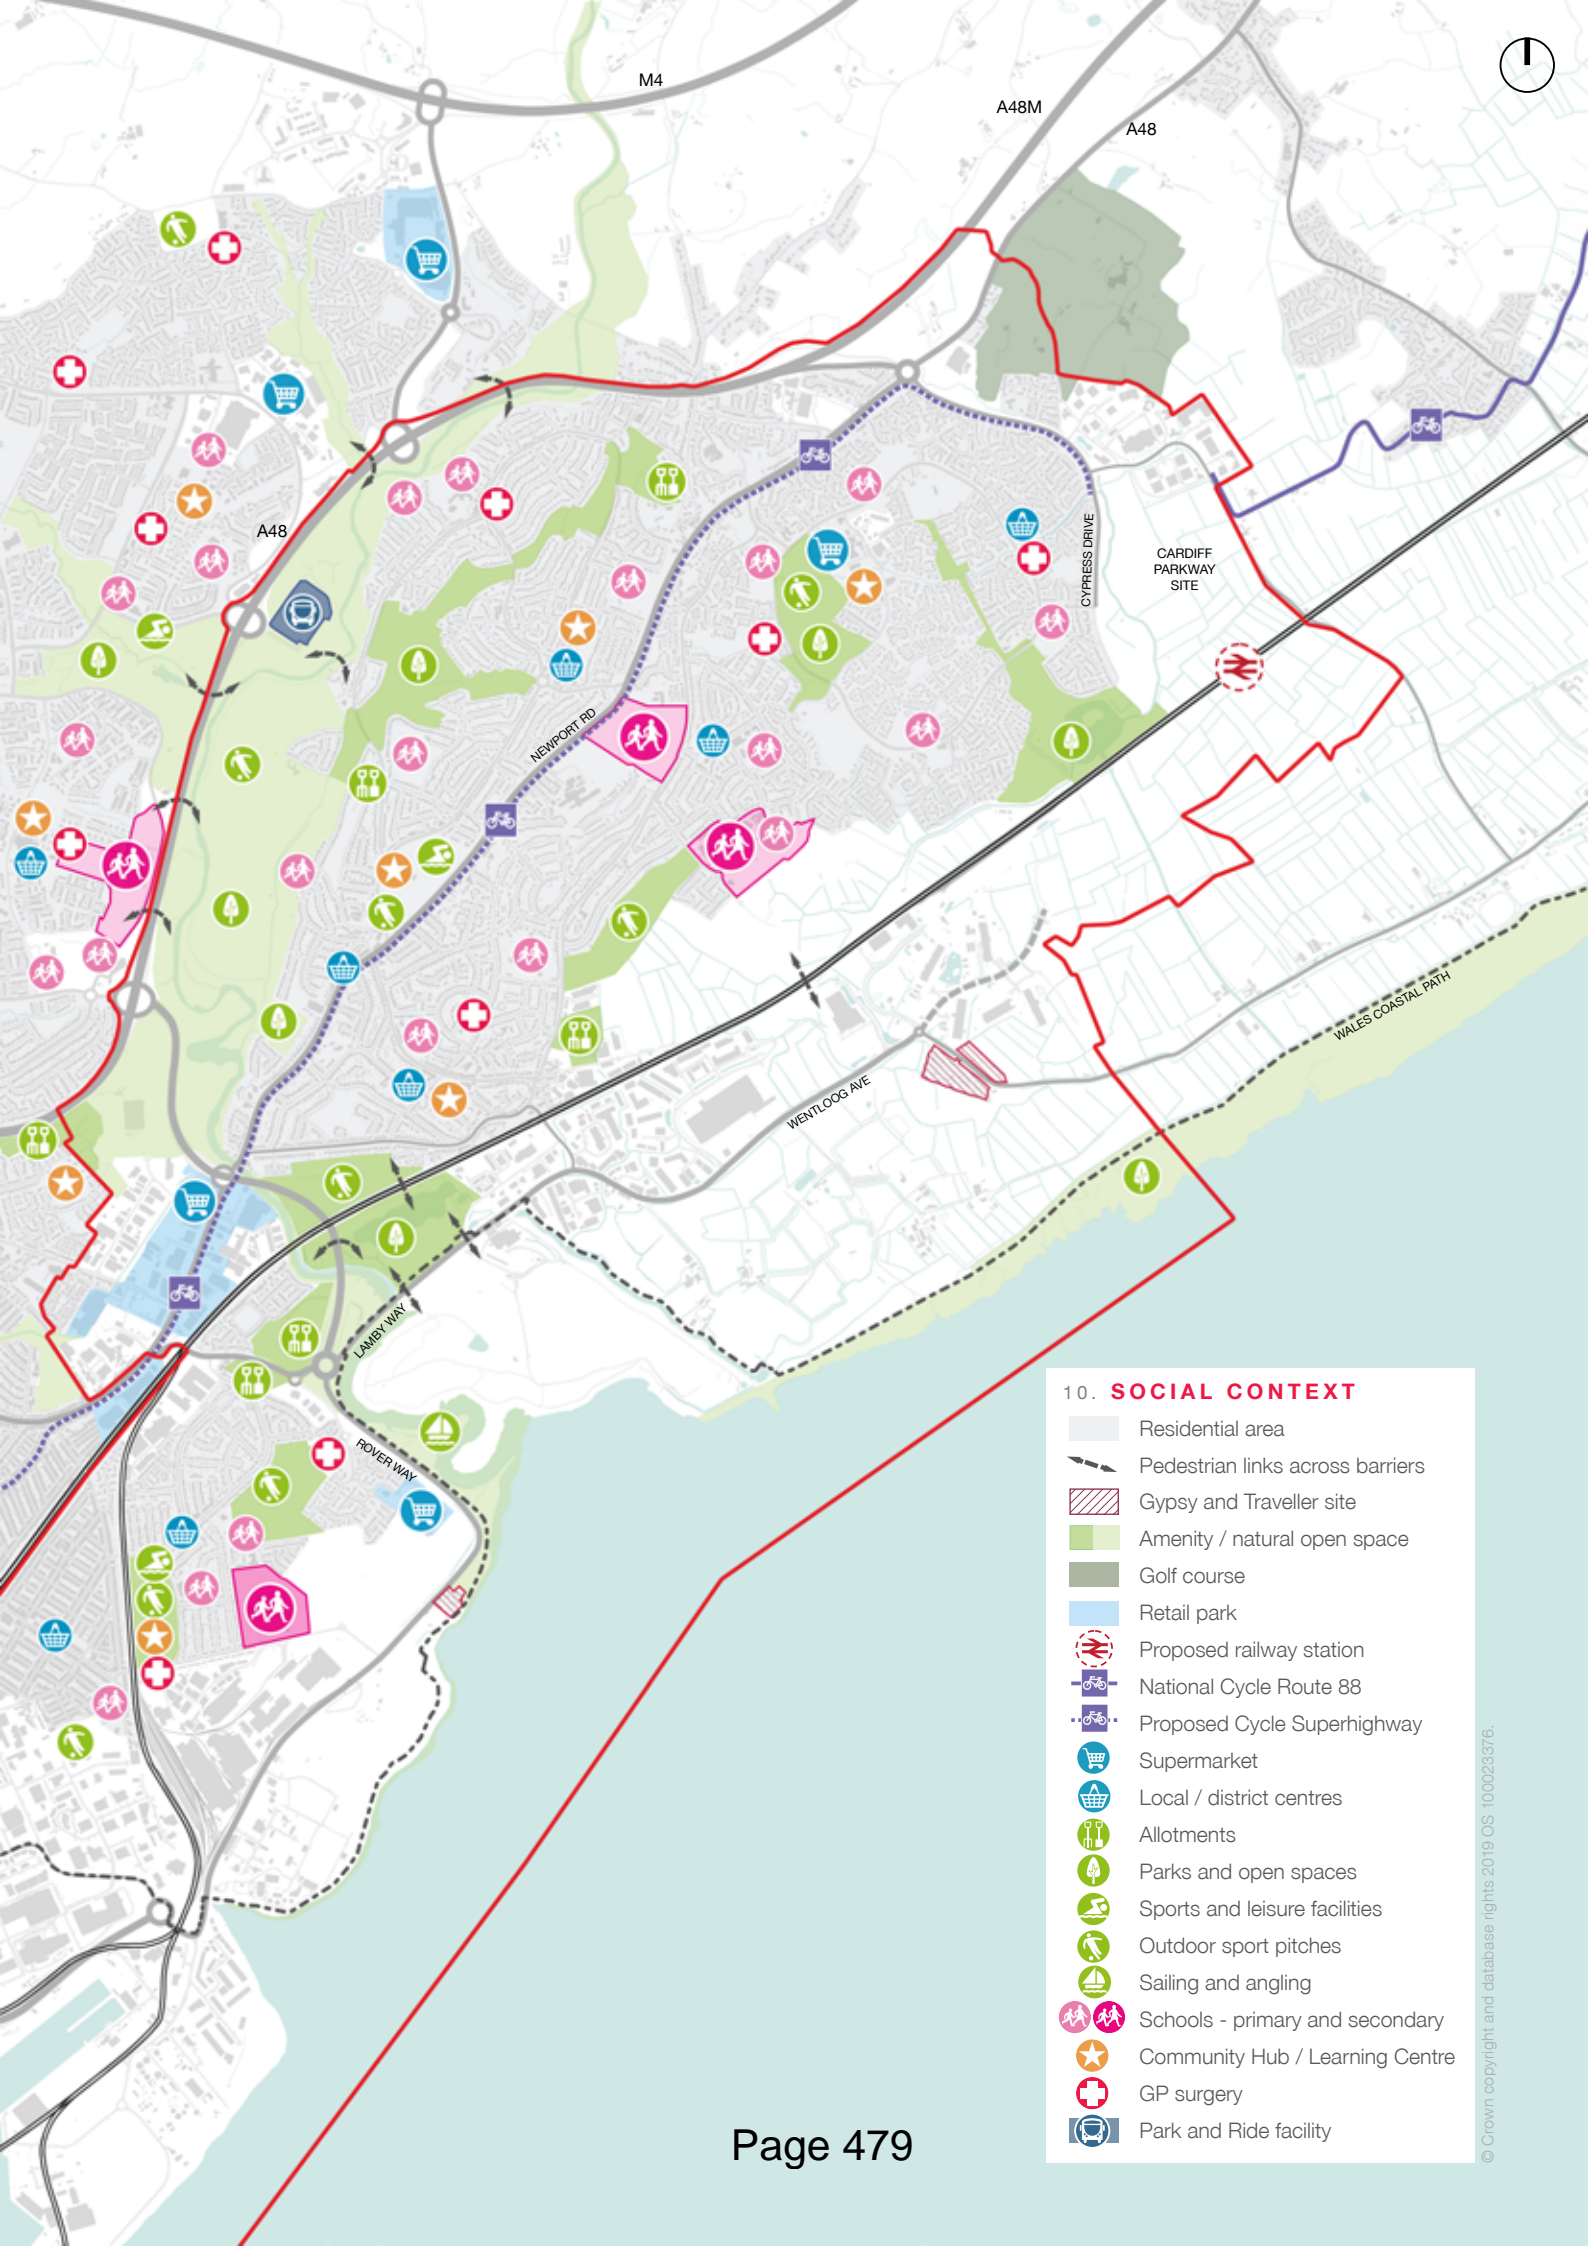 M4
A48M
A48
A48
CYPRESS DRIVE
CARDIFF
PARKWAY
SITE
NEWPORT RD
WALES COASTAL PATH
WENTLOOG AVE
LAMBY WAY
ROVER WAY
10. SOCIAL CONTEXT
Residential area
Pedestrian links across barriers
Gypsy and Traveller site
Amenity / natural open space
Golf course
Retail park
Proposed railway station
National Cycle Route 88
Proposed Cycle Superhighway
Supermarket
Local / district centres
Allotments
Parks and open spaces
Sports and leisure facilities
Outdoor sport pitches
Sailing and angling
Schools - primary and secondary
Community Hub / Learning Centre
GP surgery
Park and Ride facility
© Crown copyright and database rights 2019 OS 100023376.
Page 479